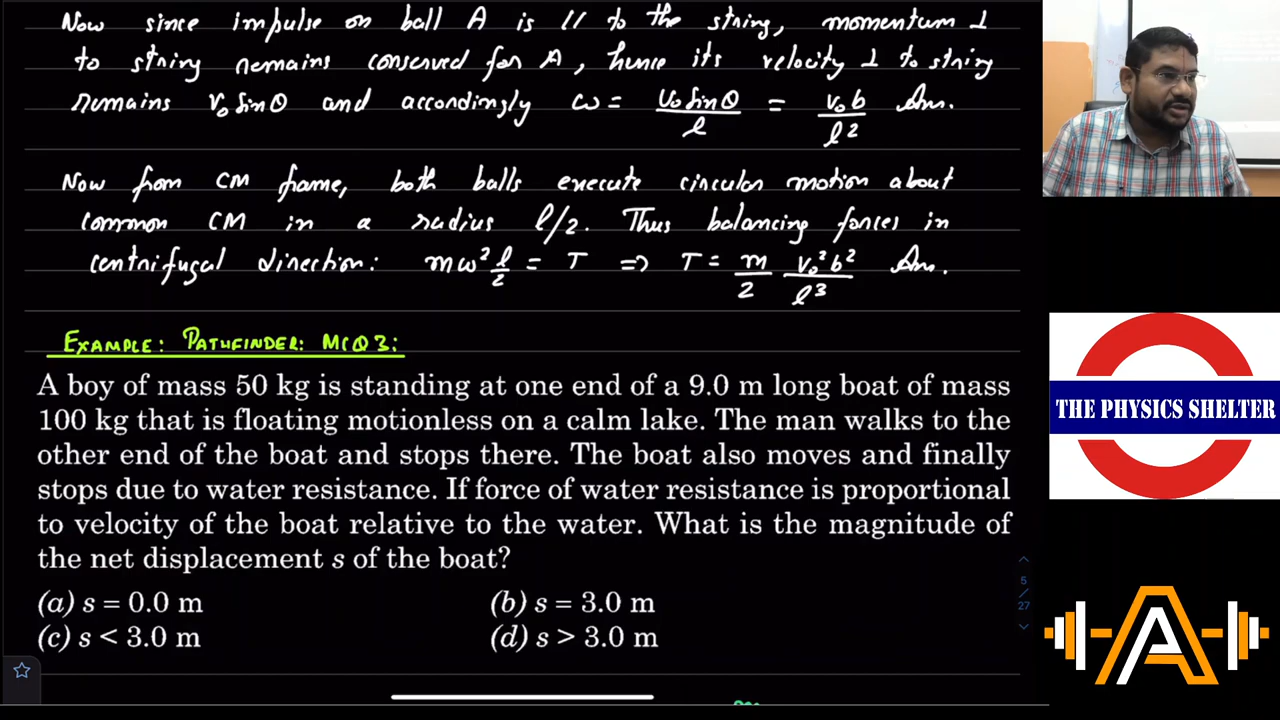 Now since impulse on ball A is // to the string, momentum ⊥
to string remains conserved for A, hence its velocity ⊥ to string
remains v₀ sinθ and accordingly ω = v₀ sinθ / l = v₀ b / l² Ans.
Now from CM frame, both balls execute circular motion about
common CM in a radius l/2. Thus balancing forces in
centrifugal direction: mω² l/2 = T ⇒ T = m/2 v₀² b² / l³ Ans.
EXAMPLE: PATHFINDER: MCQ 3:
A boy of mass 50 kg is standing at one end of a 9.0 m long boat of mass
100 kg that is floating motionless on a calm lake. The man walks to the
other end of the boat and stops there. The boat also moves and finally
stops due to water resistance. If force of water resistance is proportional
to velocity of the boat relative to the water. What is the magnitude of
the net displacement s of the boat?
(a) s = 0.0 m (b) s = 3.0 m
(c) s < 3.0 m (d) s > 3.0 m
THE PHYSICS SHELTER
5
/
27
A